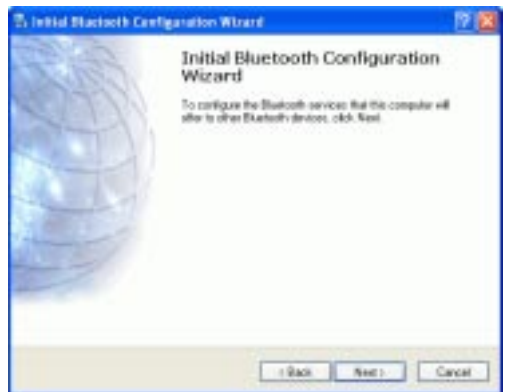 Initial Bluetooth Configuration Wizard
Initial Bluetooth Configuration
Wizard
To configure the Bluetooth services that this computer will
offer to other Bluetooth devices, click Next.
< Back Next > Cancel